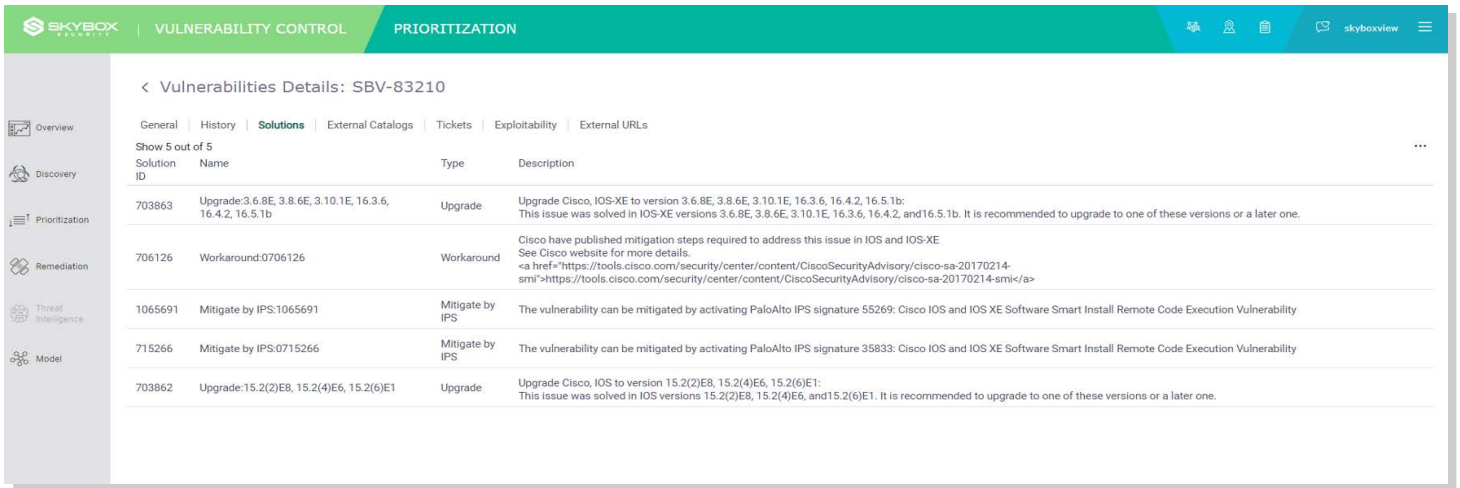 SKYBOX
SECURITY
VULNERABILITY CONTROL
PRIORITIZATION
skyboxview
< Vulnerabilities Details: SBV-83210
Overview
Discovery
Prioritization
Remediation
Threat
Intelligence
Model
General | History | Solutions | External Catalogs | Tickets | Exploitability | External URLs
Show 5 out of 5
...
Solution
ID
Name
Type
Description
703863
Upgrade:3.6.8E, 3.8.6E, 3.10.1E, 16.3.6,
16.4.2, 16.5.1b
Upgrade
Upgrade Cisco, IOS-XE to version 3.6.8E, 3.8.6E, 3.10.1E, 16.3.6, 16.4.2, 16.5.1b:
This issue was solved in IOS-XE versions 3.6.8E, 3.8.6E, 3.10.1E, 16.3.6, 16.4.2, and16.5.1b. It is recommended to upgrade to one of these versions or a later one.
706126
Workaround:0706126
Workaround
Cisco have published mitigation steps required to address this issue in IOS and IOS-XE
See Cisco website for more details.
<a href="https://tools.cisco.com/security/center/content/CiscoSecurityAdvisory/cisco-sa-20170214-
smi">https://tools.cisco.com/security/center/content/CiscoSecurityAdvisory/cisco-sa-20170214-smi</a>
1065691
Mitigate by IPS:1065691
Mitigate by
IPS
The vulnerability can be mitigated by activating PaloAlto IPS signature 55269: Cisco IOS and IOS XE Software Smart Install Remote Code Execution Vulnerability
715266
Mitigate by IPS:0715266
Mitigate by
IPS
The vulnerability can be mitigated by activating PaloAlto IPS signature 35833: Cisco IOS and IOS XE Software Smart Install Remote Code Execution Vulnerability
703862
Upgrade:15.2(2)E8, 15.2(4)E6, 15.2(6)E1
Upgrade
Upgrade Cisco, IOS to version 15.2(2)E8, 15.2(4)E6, 15.2(6)E1:
This issue was solved in IOS versions 15.2(2)E8, 15.2(4)E6, and15.2(6)E1. It is recommended to upgrade to one of these versions or a later one.